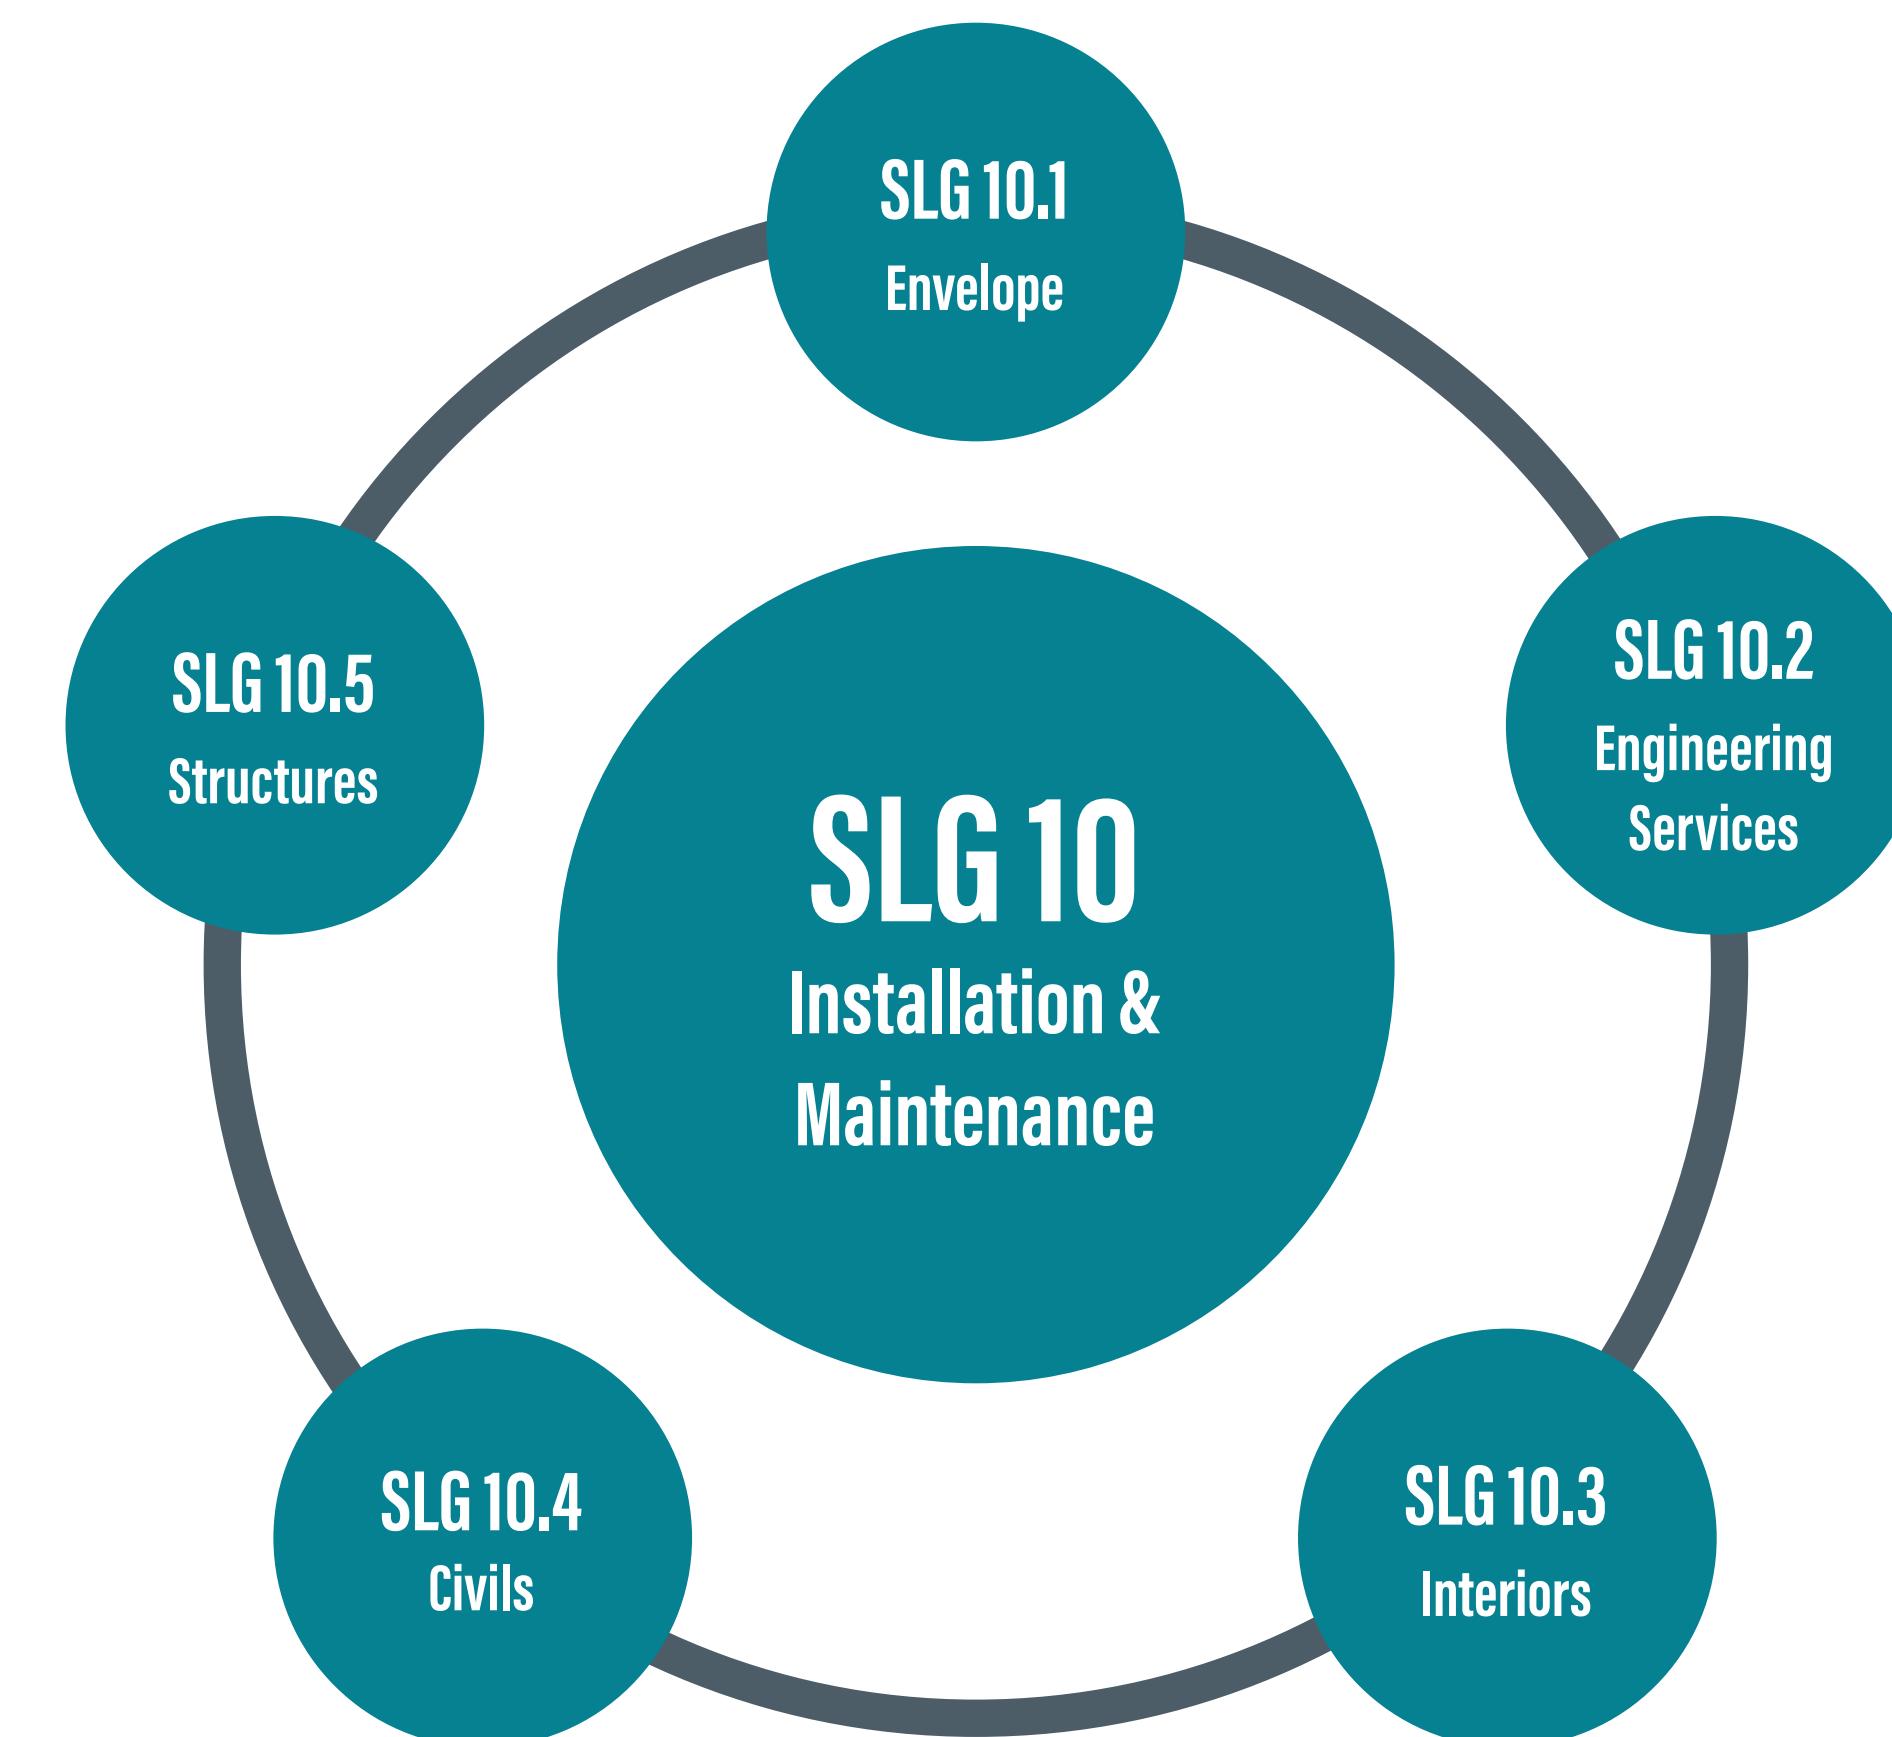 SLG 10.1
Envelope
SLG 10.2
Engineering
Services
SLG 10.3
Interiors
SLG 10.4
Civils
SLG 10.5
Structures
SLG 10
Installation &
Maintenance